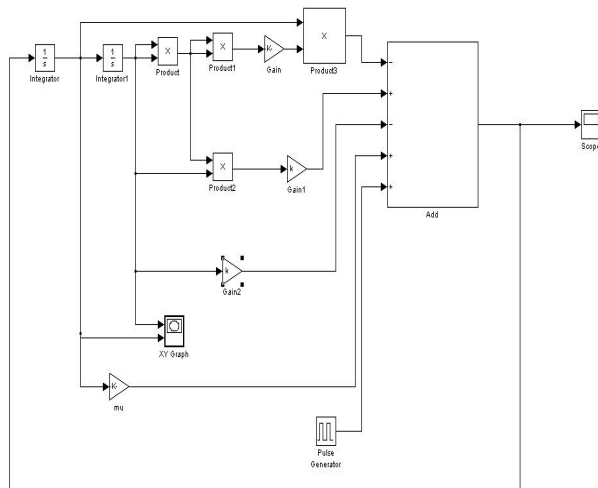 X
1
s
Integrator
1
s
Integrator1
X
Product
X
Product1
K-
Gain
Product3
−
+
−
+
+
Add
Scope
X
Product2
k
Gain1
k
Gain2
XY Graph
K-
mu
Pulse
Generator